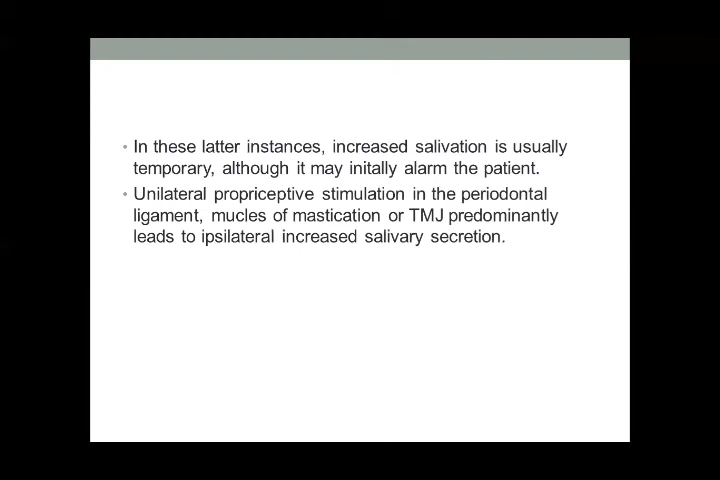 • In these latter instances, increased salivation is usually
temporary, although it may initally alarm the patient.
• Unilateral propriceptive stimulation in the periodontal
ligament, mucles of mastication or TMJ predominantly
leads to ipsilateral increased salivary secretion.